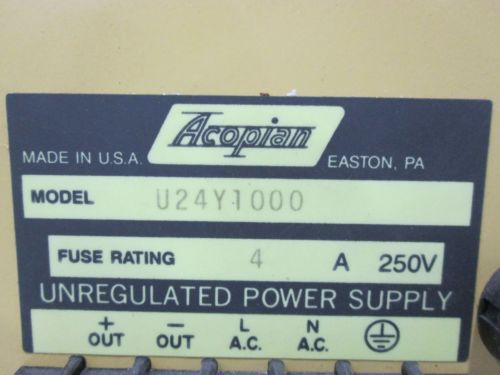 Acopian
MADE IN U.S.A. EASTON, PA
MODEL U24Y1000
FUSE RATING 4 A 250V
UNREGULATED POWER SUPPLY
+ − L N
OUT OUT A.C. A.C.